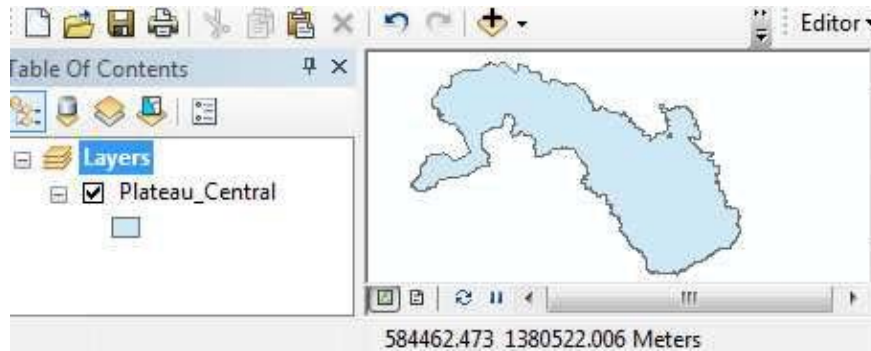 Editor
Table Of Contents
Layers
Plateau_Central
584462.473 1380522.006 Meters